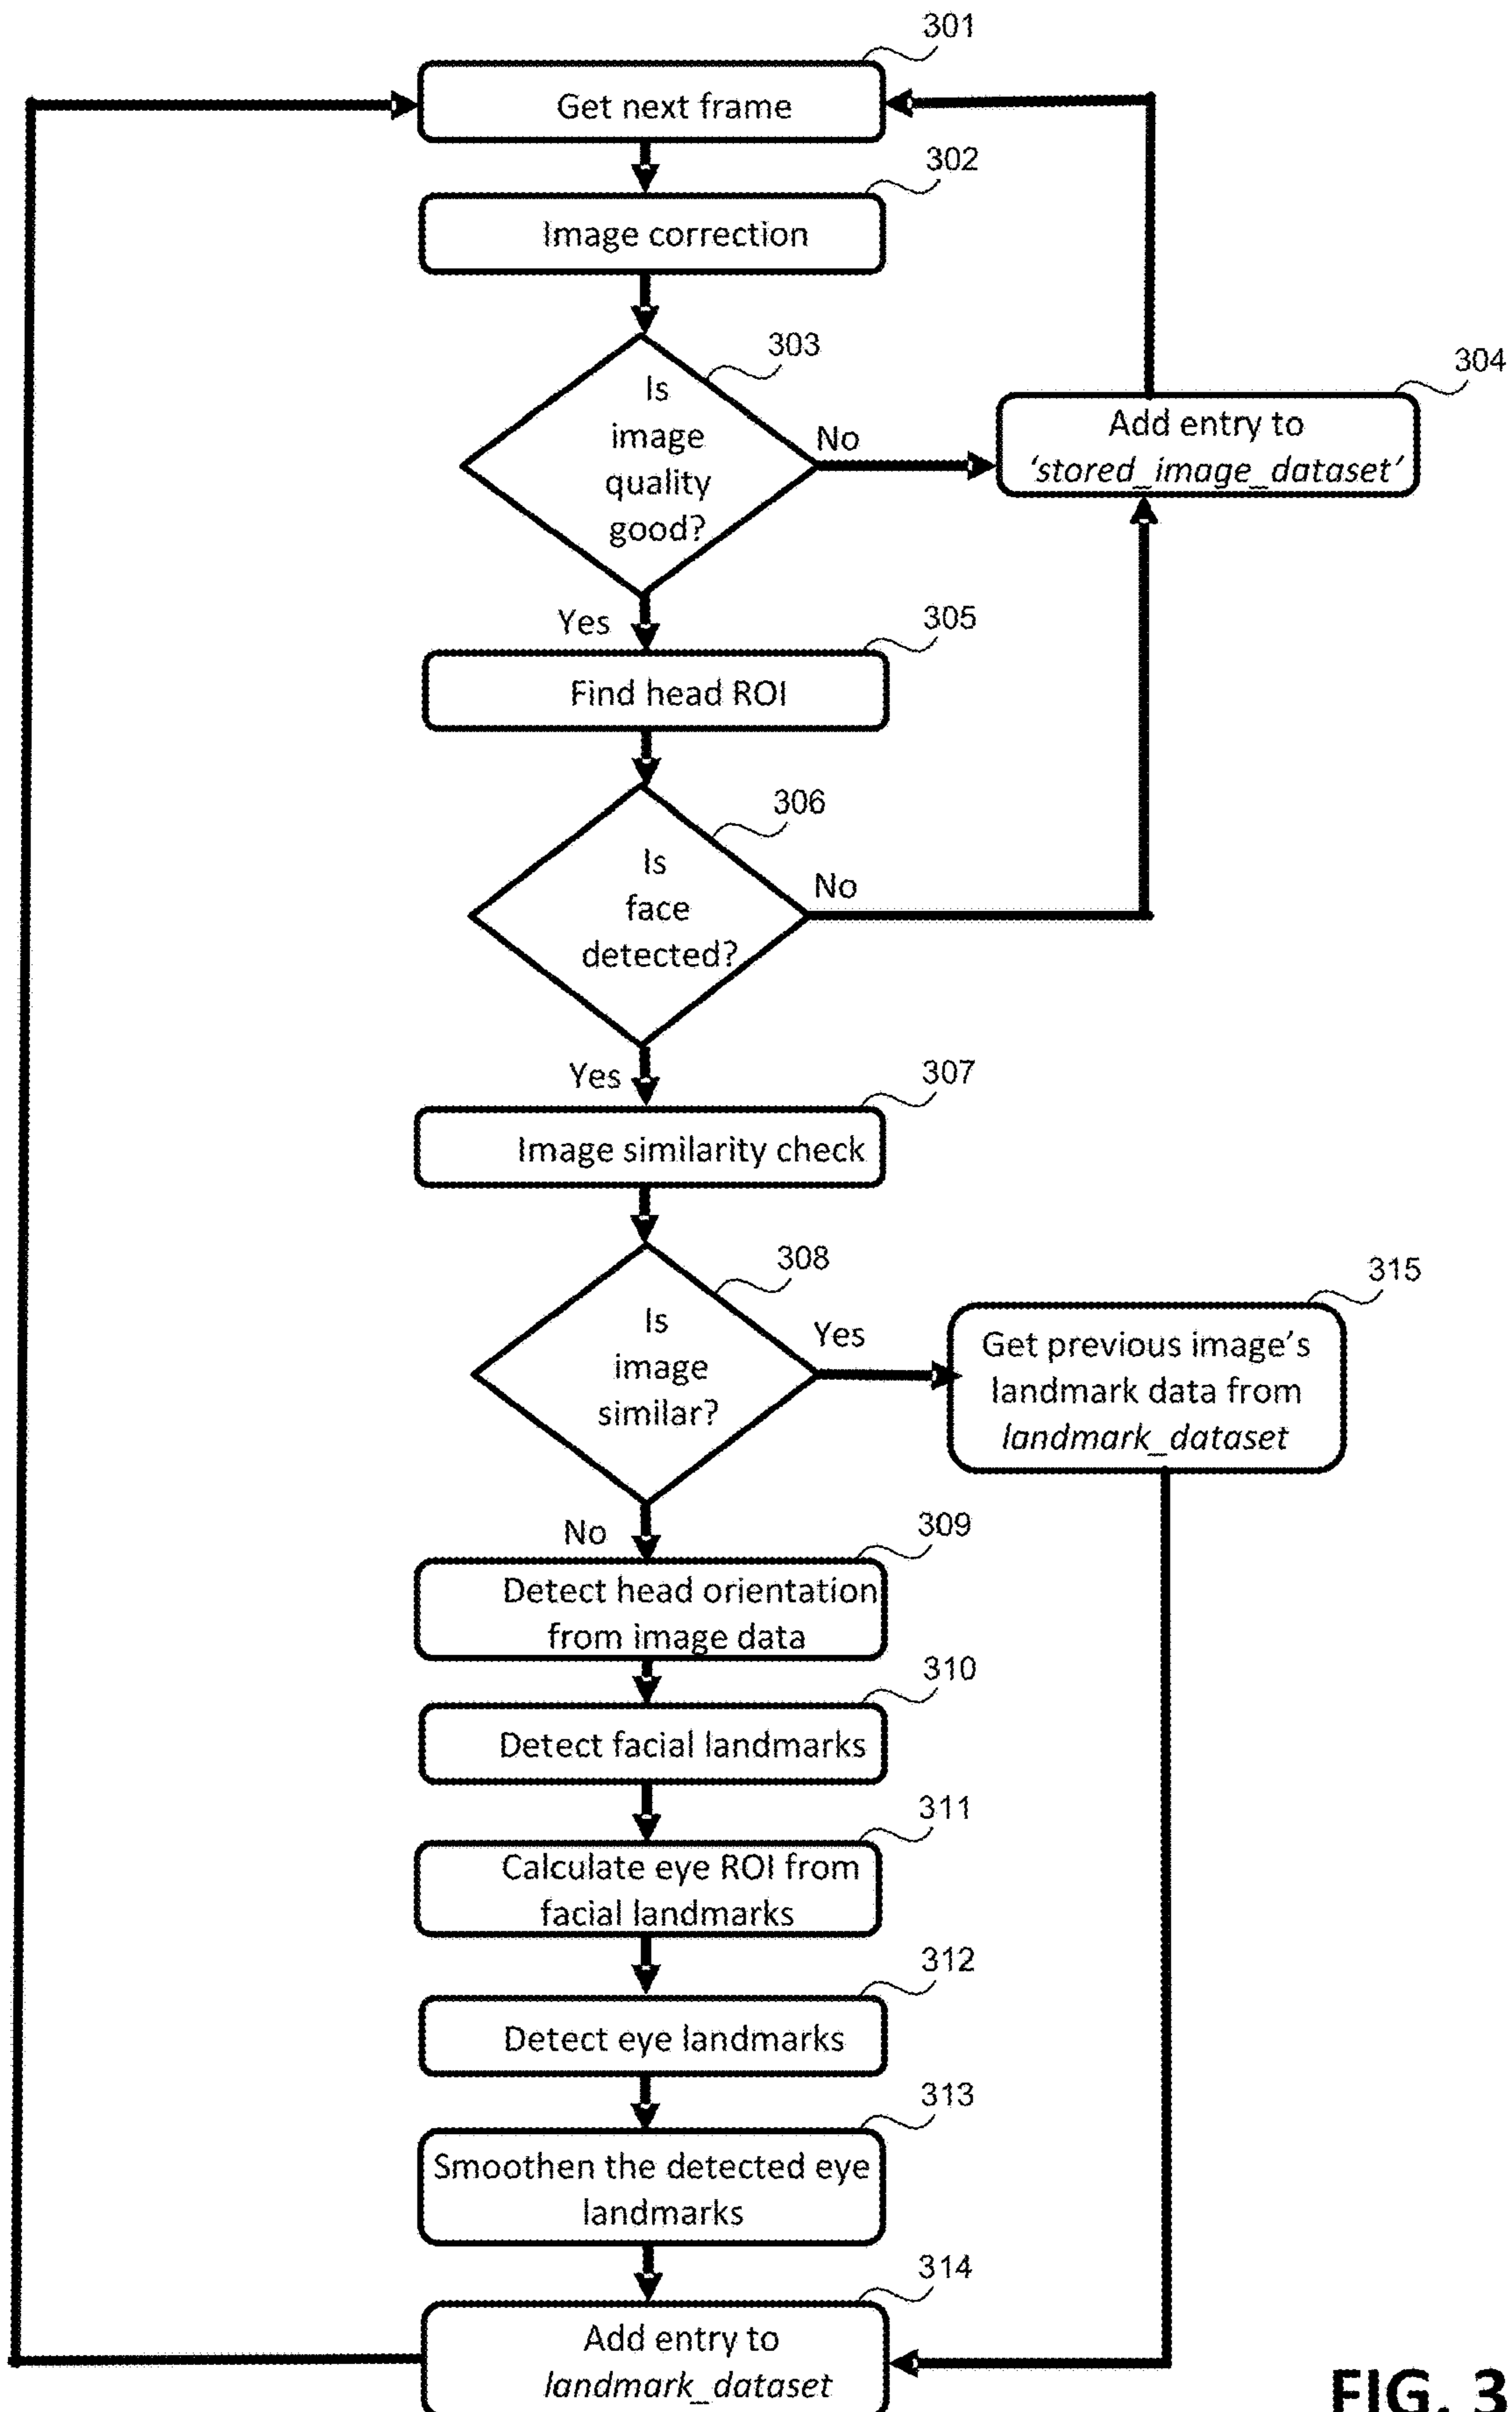 301
Get next frame
302
Image correction
303
Is
image
quality
good?
No
304
Add entry to
‘stored_image_dataset’
Yes
305
Find head ROI
306
Is
face
detected?
No
Yes
307
Image similarity check
308
Is
image
similar?
Yes
315
Get previous image’s
landmark data from
landmark_dataset
No
309
Detect head orientation
from image data
310
Detect facial landmarks
311
Calculate eye ROI from
facial landmarks
312
Detect eye landmarks
313
Smoothen the detected eye
landmarks
314
Add entry to
landmark_dataset
FIG. 3